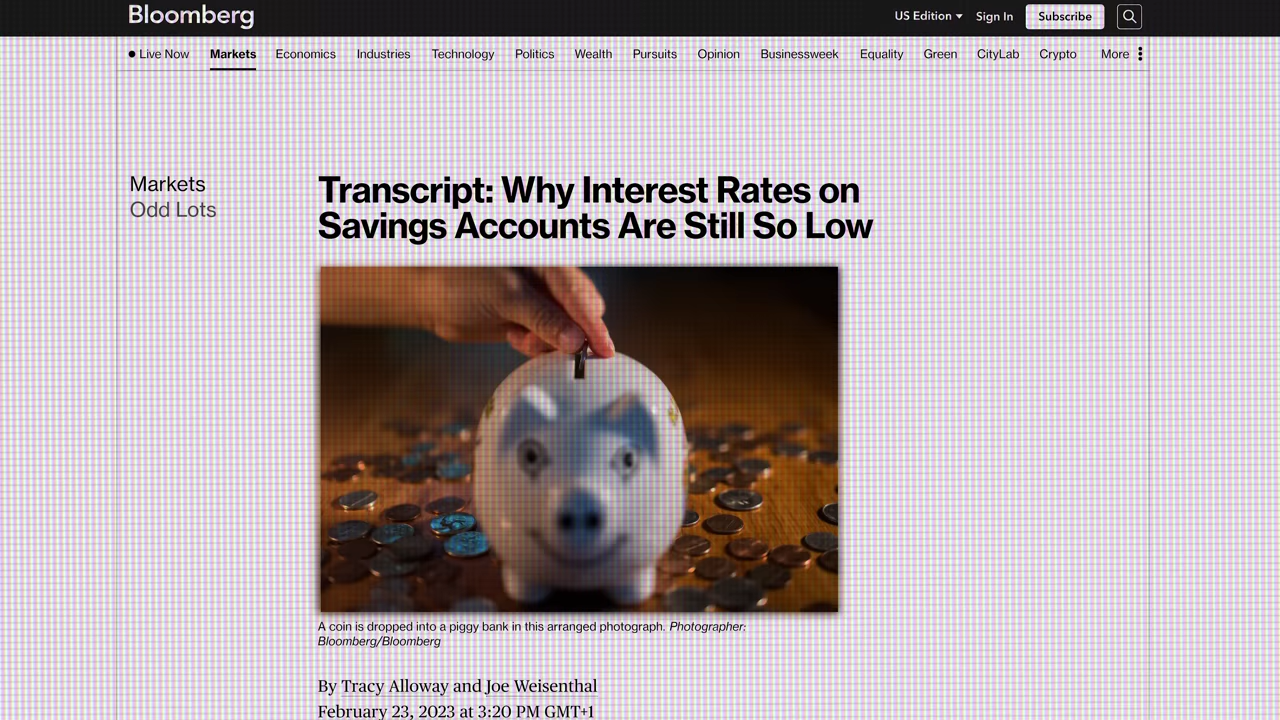 Bloomberg
US Edition
Sign In
Subscribe
Live Now
Markets
Economics
Industries
Technology
Politics
Wealth
Pursuits
Opinion
Businessweek
Equality
Green
CityLab
Crypto
More
Markets
Odd Lots
Transcript: Why Interest Rates on
Savings Accounts Are Still So Low
A coin is dropped into a piggy bank in this arranged photograph. Photographer:
Bloomberg/Bloomberg
By Tracy Alloway and Joe Weisenthal
February 23, 2023 at 3:20 PM GMT+1